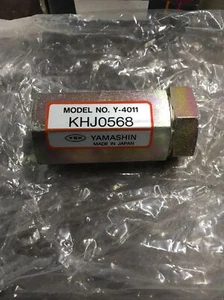 MODEL NO. Y-4011
KHJ0568
YSK YAMASHIN
MADE IN JAPAN